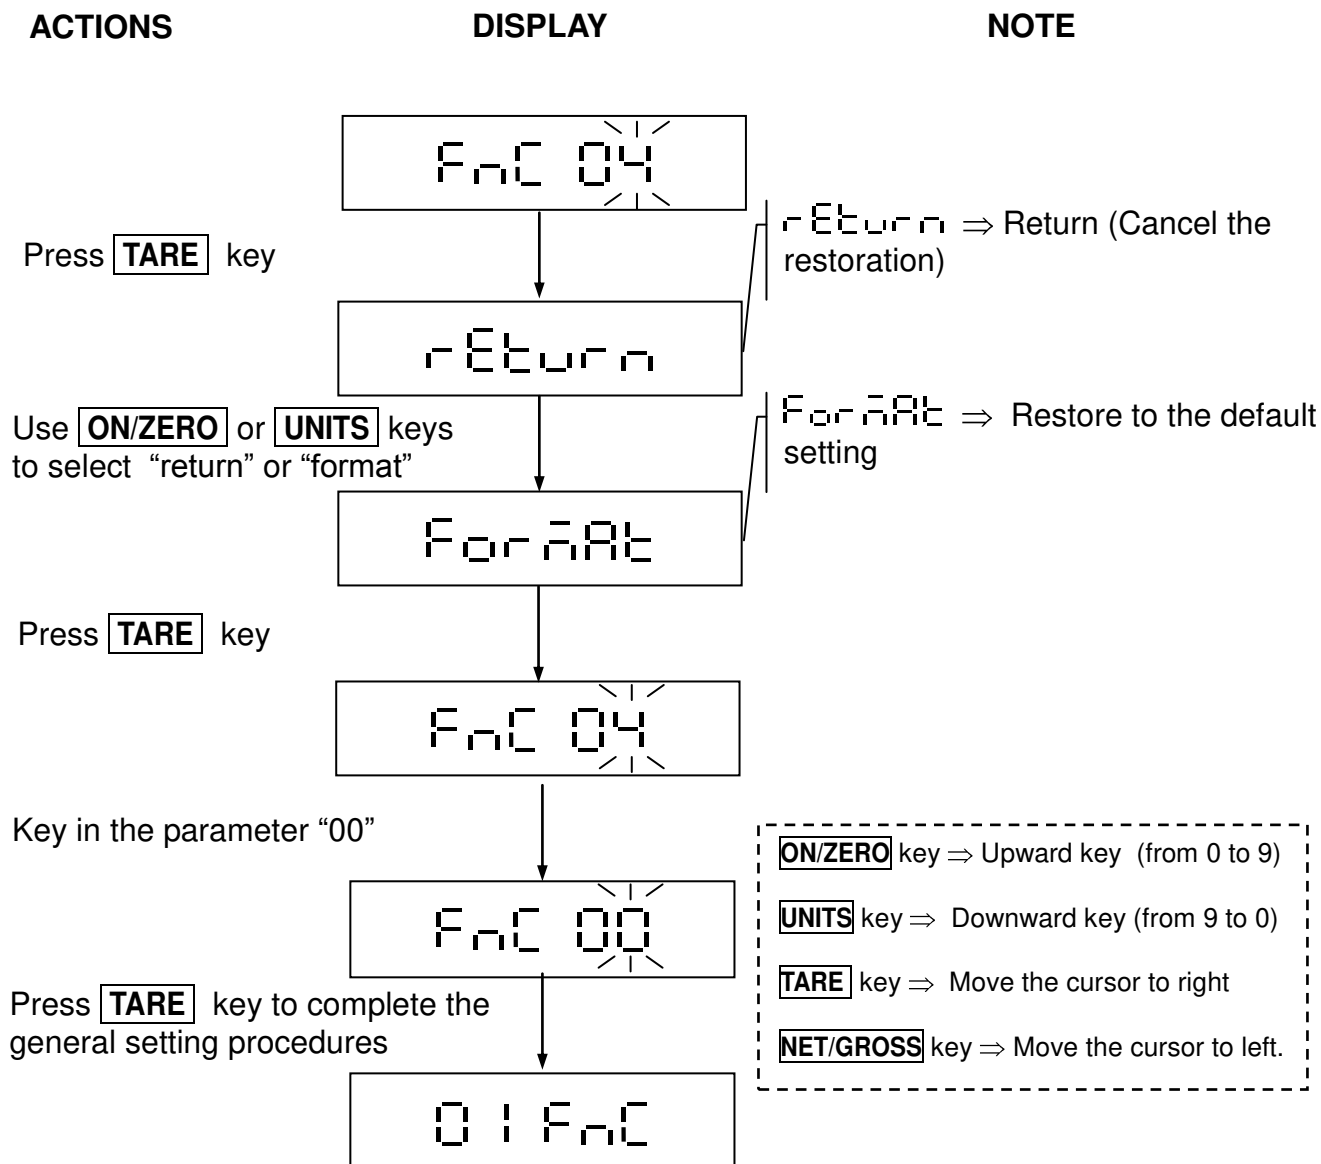 ACTIONS DISPLAY NOTE
FnC 04
Press TARE key
rEturn ⇒ Return (Cancel the
restoration)
rEturn
Use ON/ZERO or UNITS keys
to select “return” or “format”
FormAt ⇒ Restore to the default
setting
FormAt
Press TARE key
FnC 04
Key in the parameter “00”
FnC 00
Press TARE key to complete the
general setting procedures
01 FnC
ON/ZERO key ⇒ Upward key (from 0 to 9)
UNITS key ⇒ Downward key (from 9 to 0)
TARE key ⇒ Move the cursor to right
NET/GROSS key ⇒ Move the cursor to left.